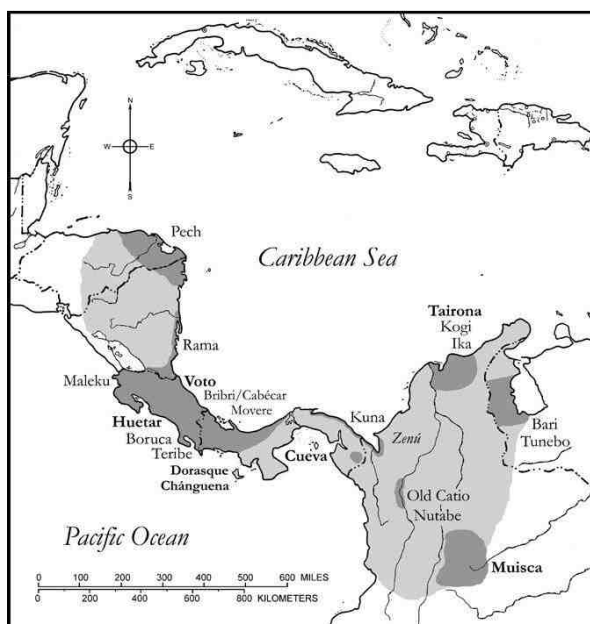 N
W E
S
Pech
Caribbean Sea
Tairona
Kogi
Ika
Rama
Maleku
Voto
Bribri/Cabécar
Movere
Huetar
Boruca
Teribe
Kuna
Zenú
Bari
Tunebo
Cueva
Dorasque
Chánguena
Old Catio
Nutabe
Pacific Ocean
Muisca
0 100 200 300 400 500 600 MILES
0 200 400 600 800 KILOMETERS